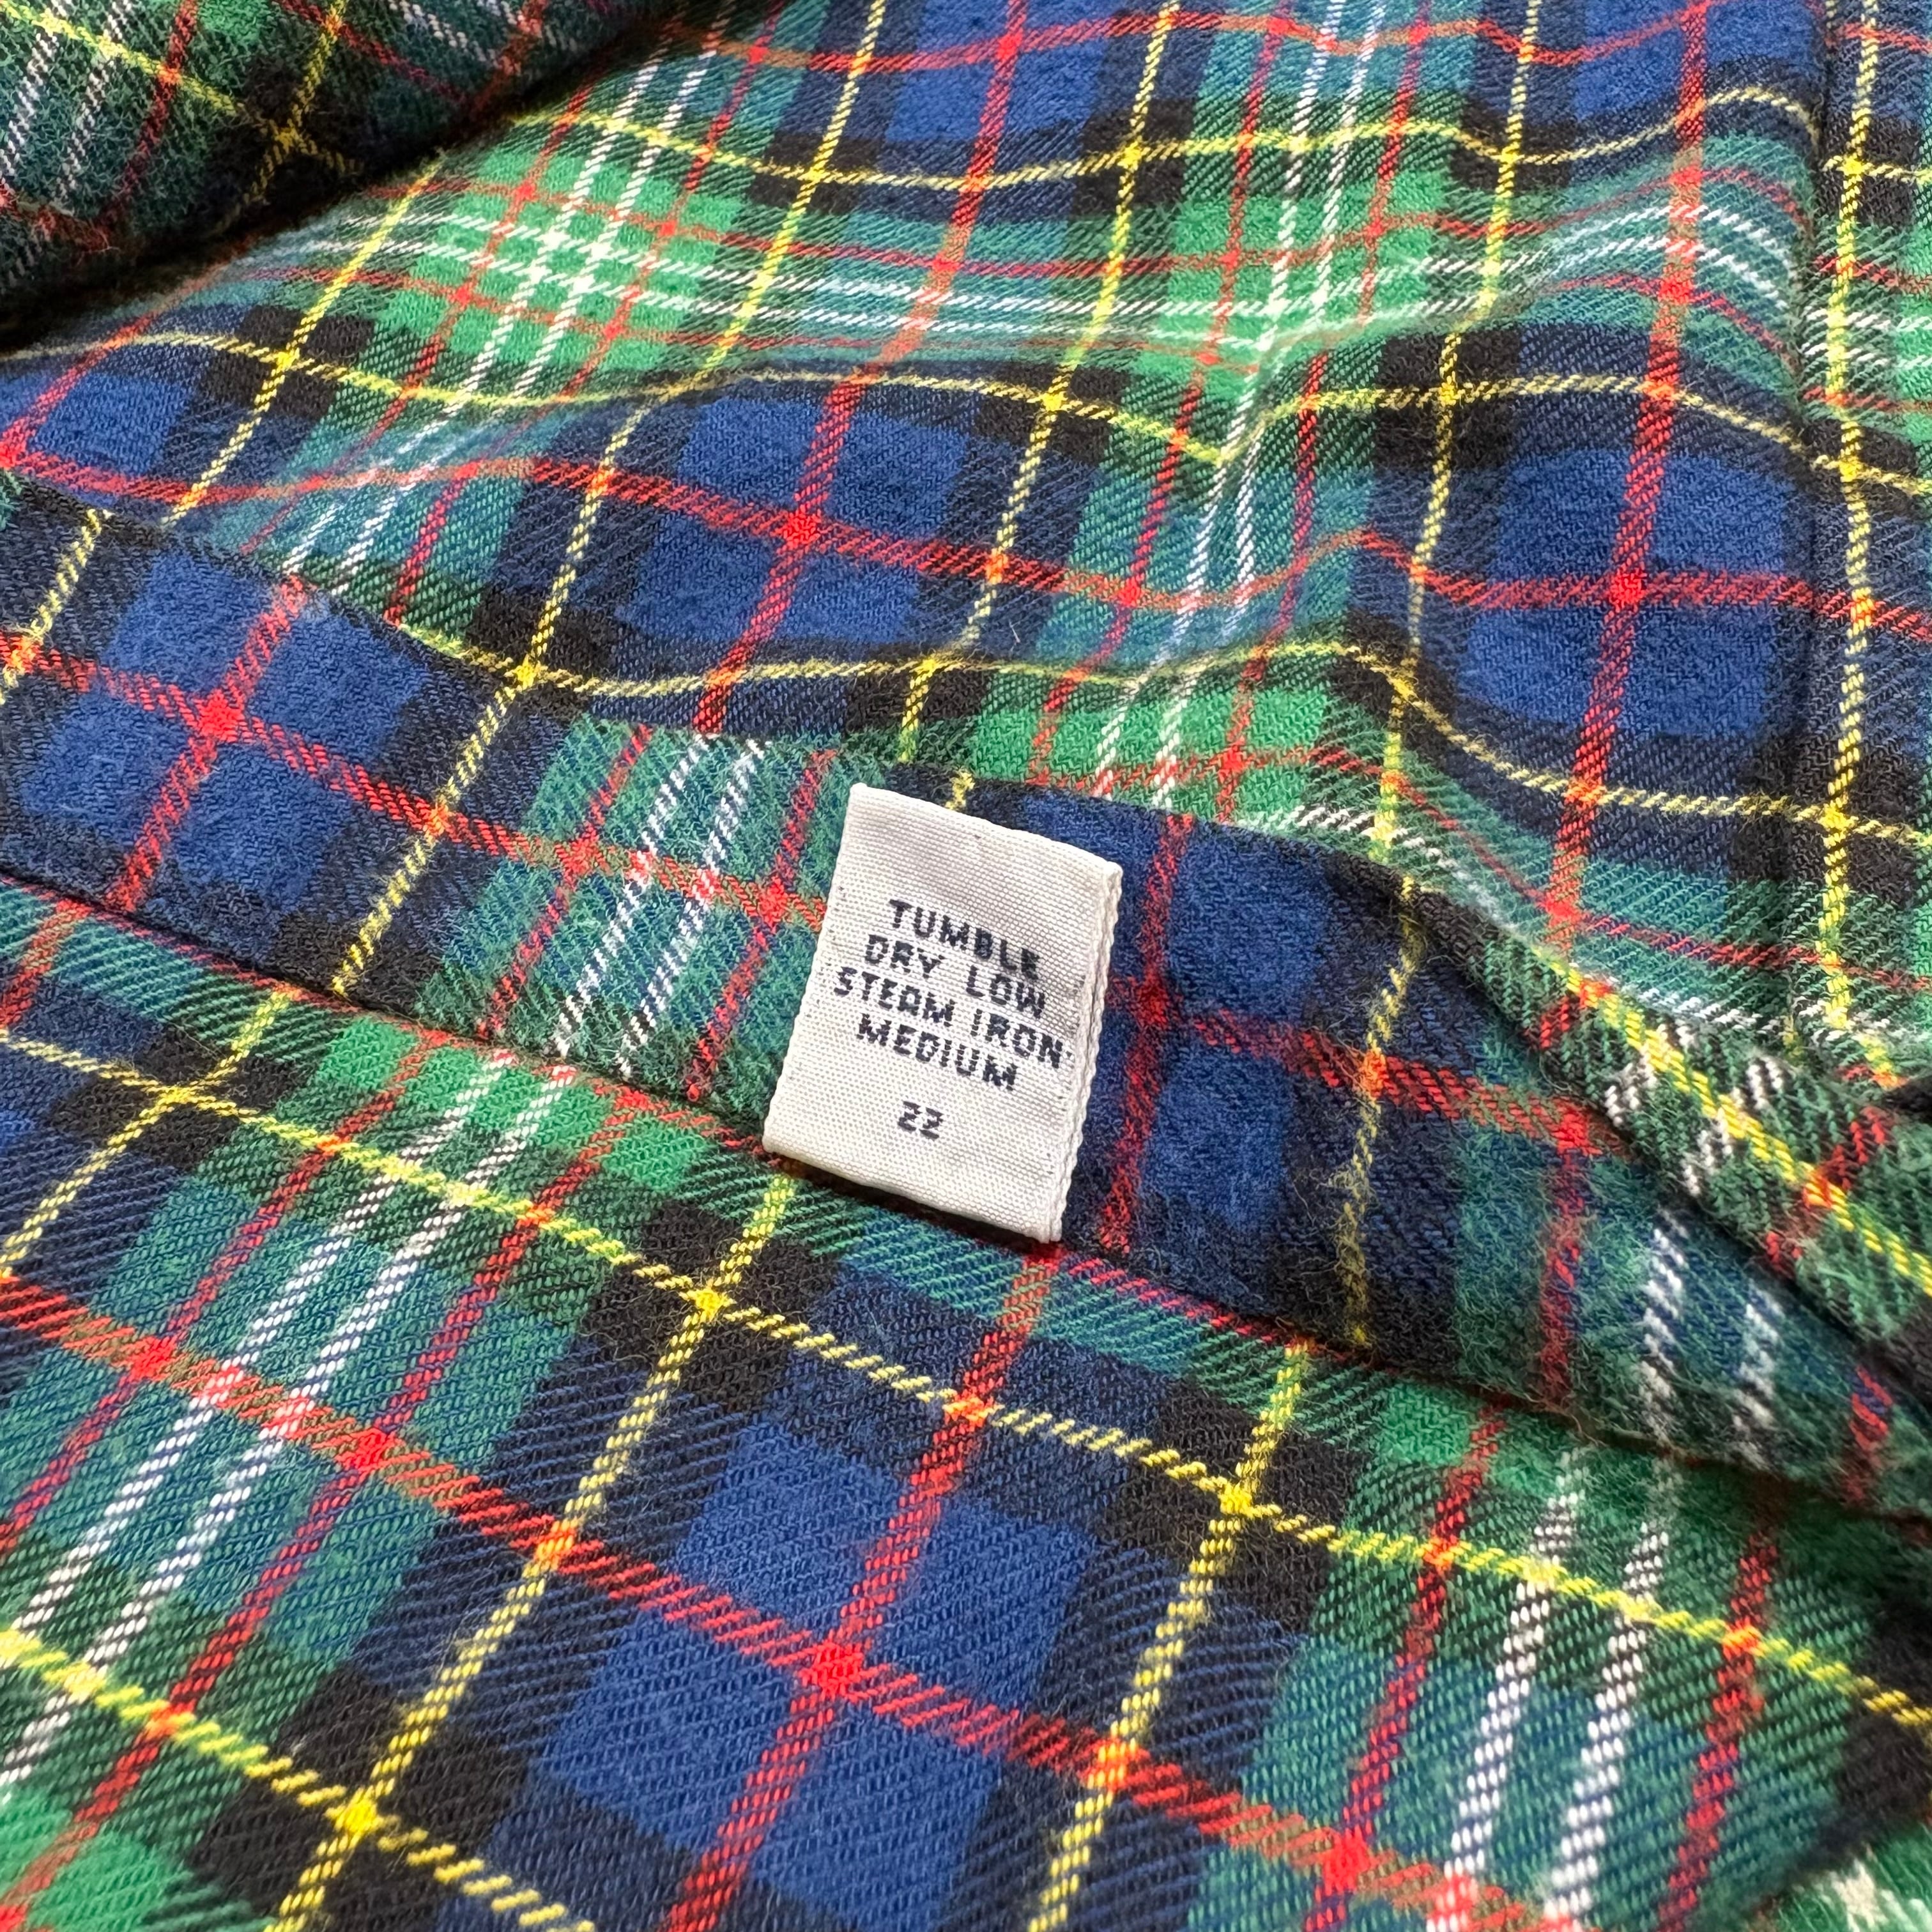 TUMBLE
DRY LOW
STEAM IRON
MEDIUM
22